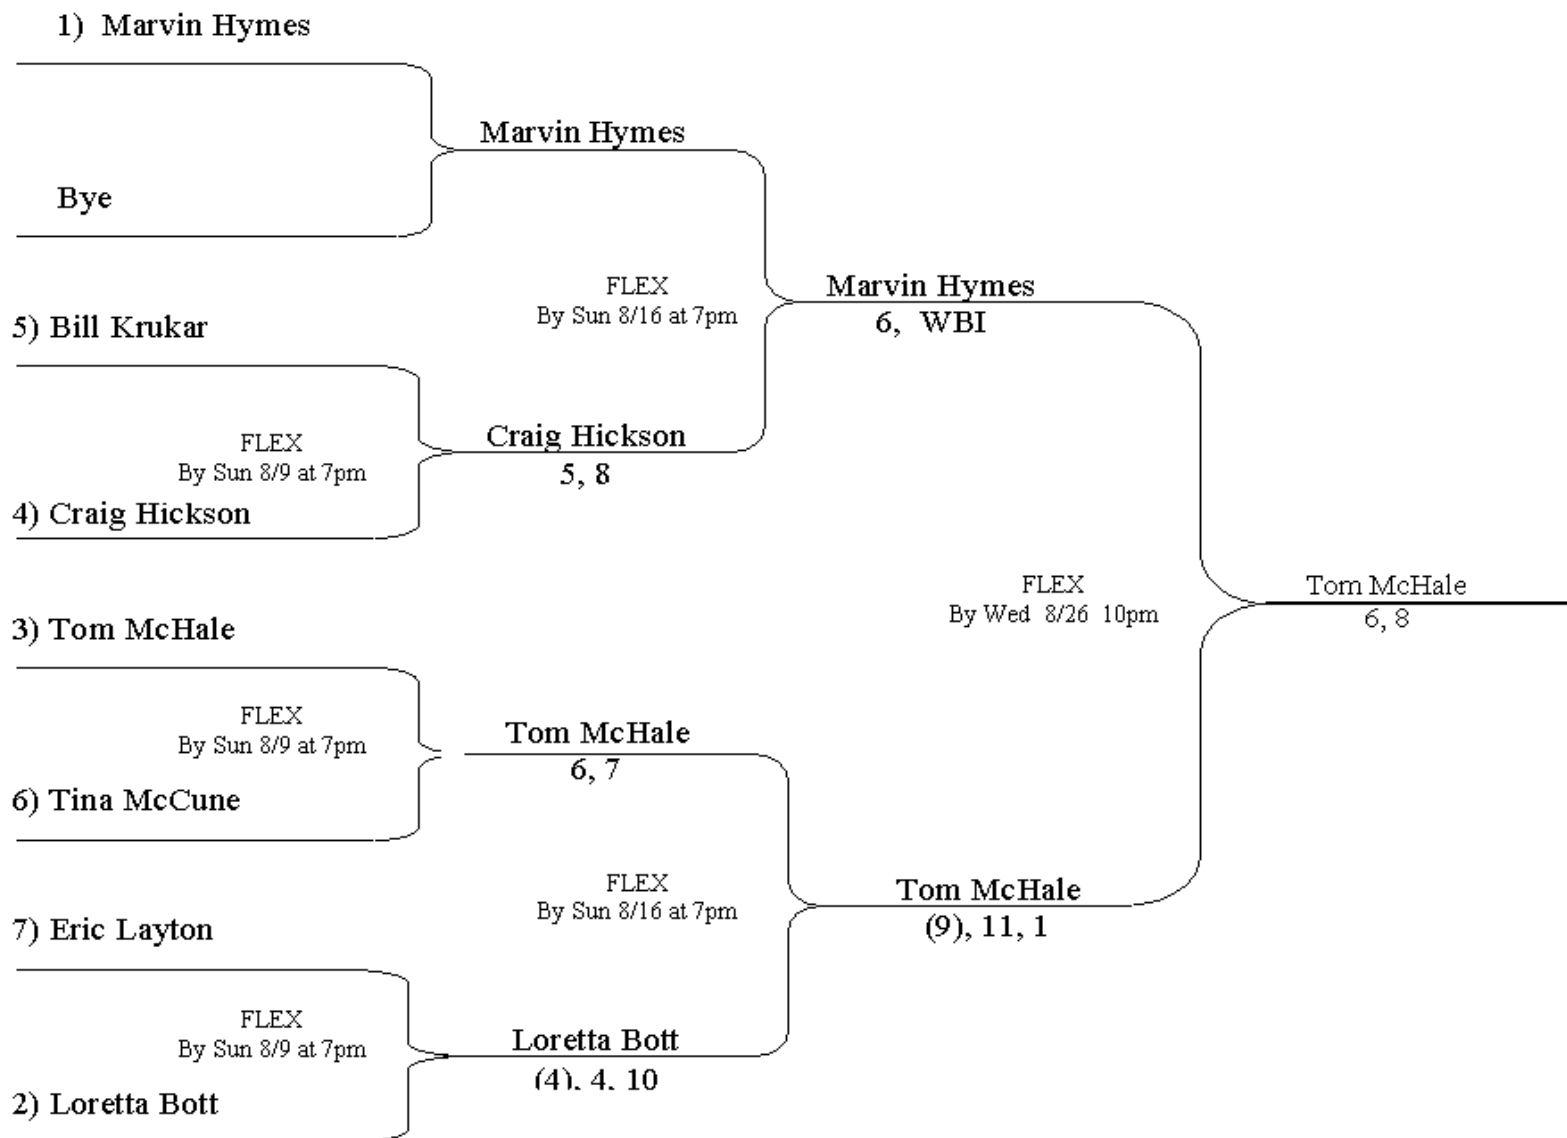 1) Marvin Hymes
Marvin Hymes
Bye
FLEX
By Sun 8/16 at 7pm
Marvin Hymes
6, WBI
5) Bill Krukar
FLEX
By Sun 8/9 at 7pm
Craig Hickson
5, 8
4) Craig Hickson
FLEX
By Wed 8/26 10pm
Tom McHale
6, 8
3) Tom McHale
FLEX
By Sun 8/9 at 7pm
Tom McHale
6, 7
6) Tina McCune
FLEX
By Sun 8/16 at 7pm
Tom McHale
(9), 11, 1
7) Eric Layton
FLEX
By Sun 8/9 at 7pm
Loretta Bott
(4), 4, 10
2) Loretta Bott